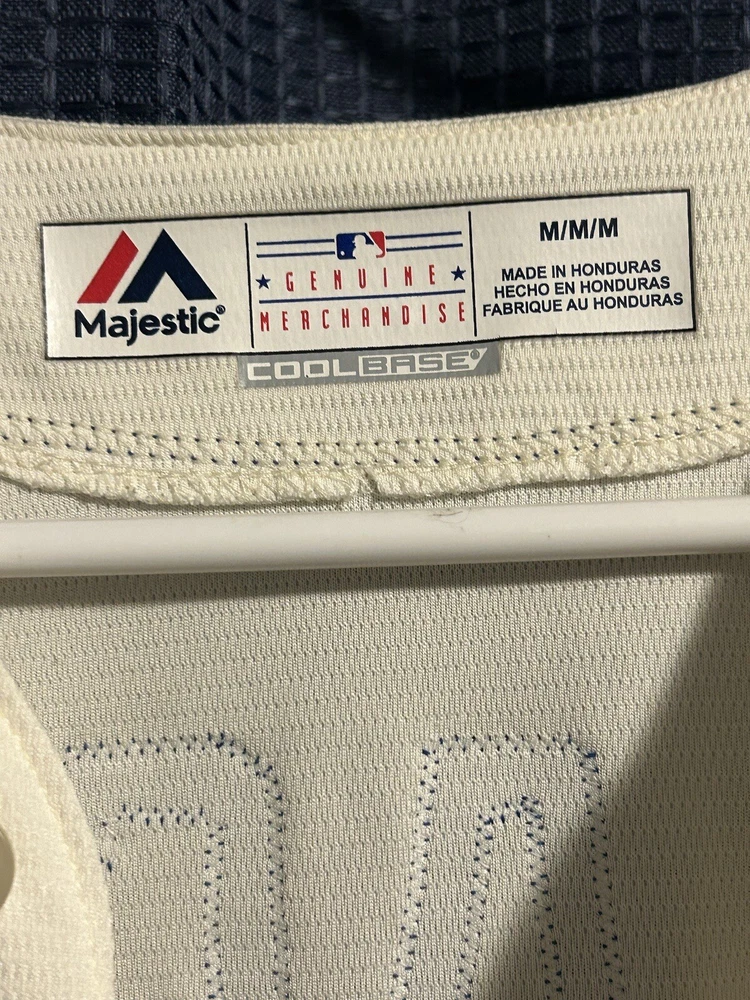 Majestic®
GENUINE
MERCHANDISE
M/M/M
MADE IN HONDURAS
HECHO EN HONDURAS
FABRIQUE AU HONDURAS
COOLBASE®